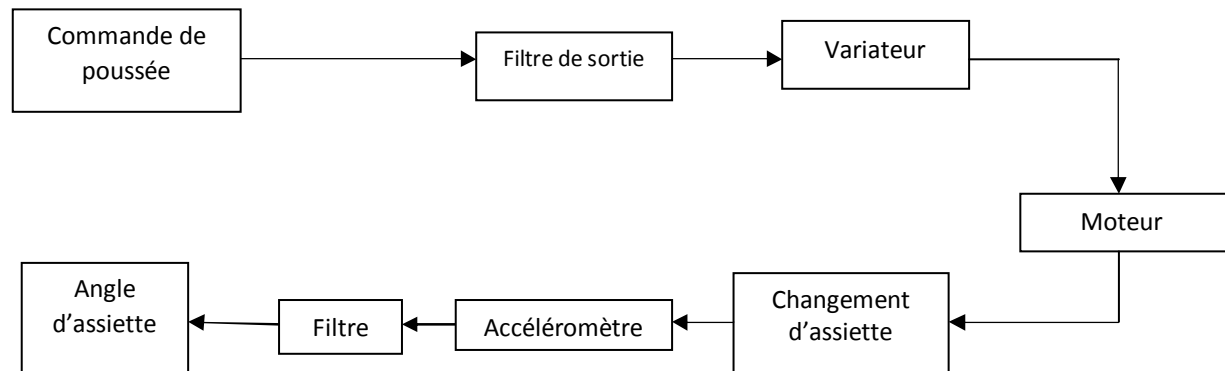 Commande de
poussée
Filtre de sortie
Variateur
Moteur
Changement
d’assiette
Accéléromètre
Filtre
Angle
d’assiette